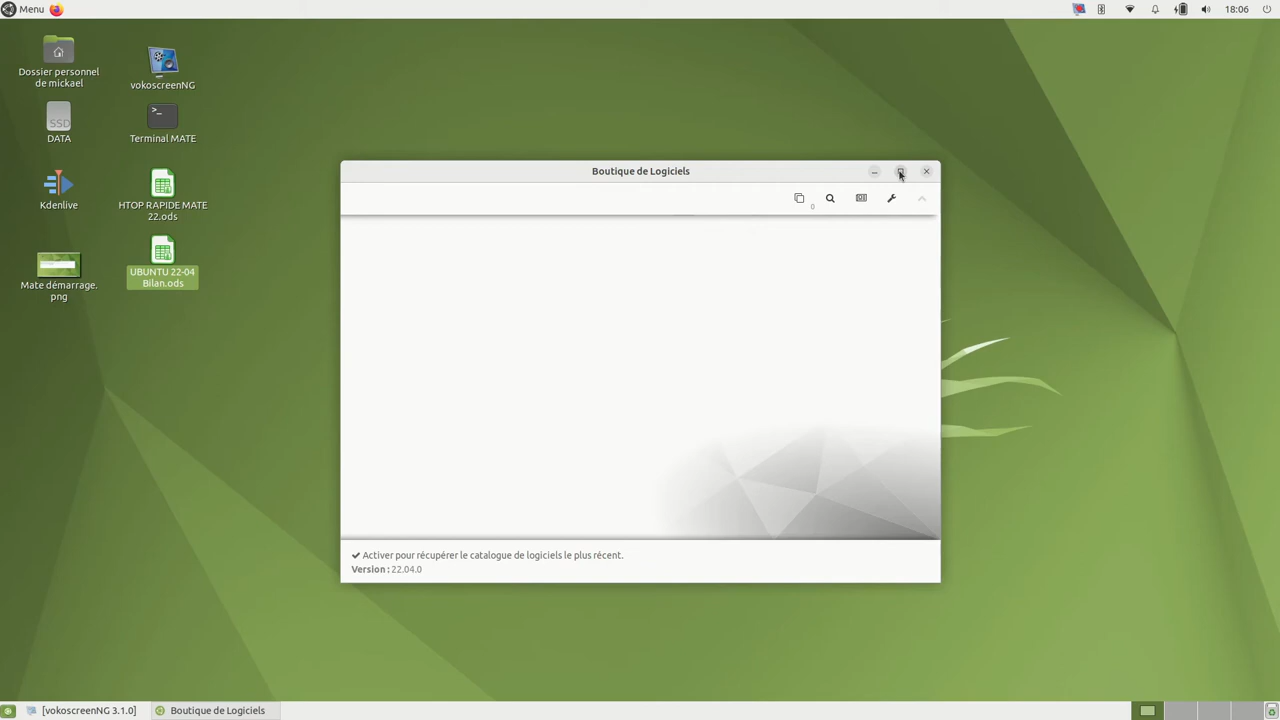 Menu
18:06
Dossier personnel
de mickael
vokoscreenNG
SSD
DATA
>_
Terminal MATE
Kdenlive
HTOP RAPIDE MATE
22.ods
Mate démarrage.
png
UBUNTU 22-04
Bilan.ods
Boutique de Logiciels
0
Activer pour récupérer le catalogue de logiciels le plus récent.
Version : 22.04.0
[vokoscreenNG 3.1.0]
Boutique de Logiciels